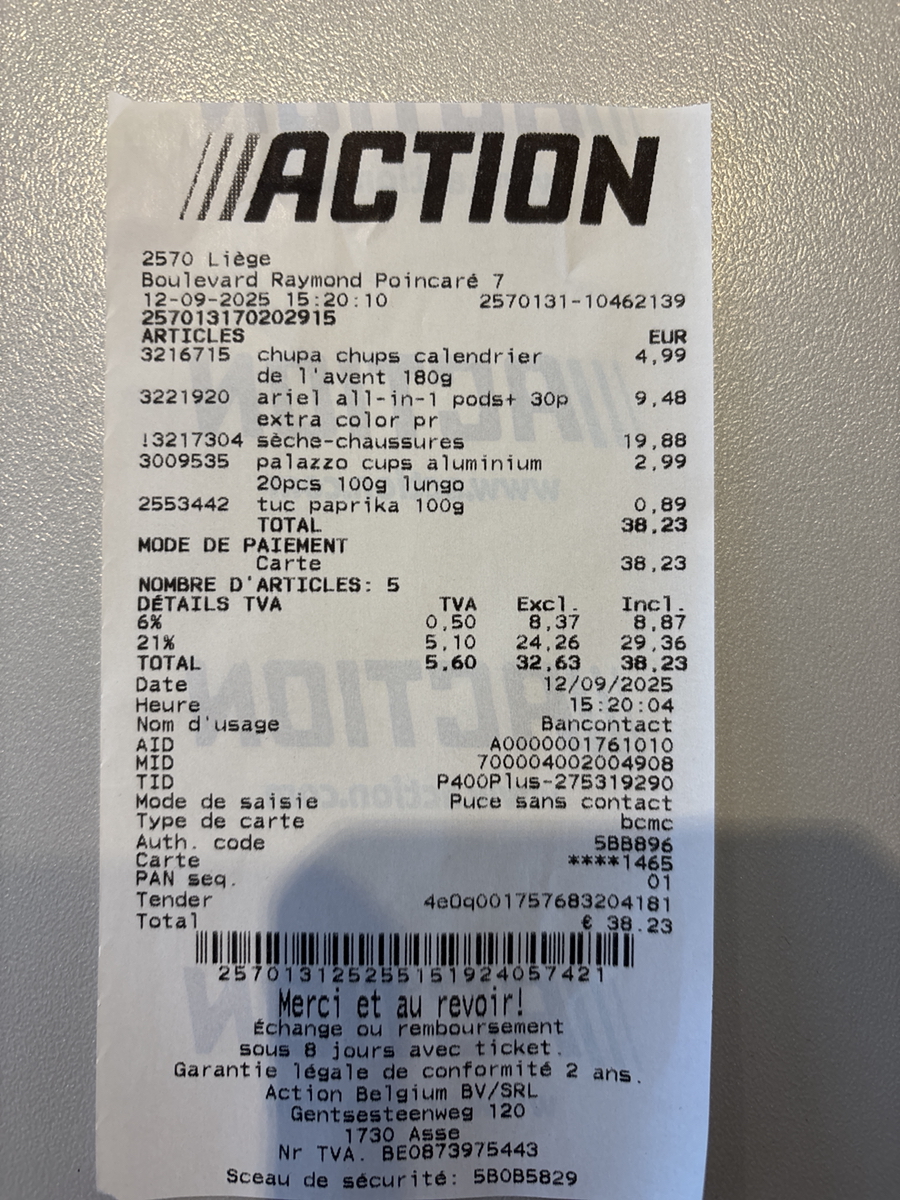 ACTION
2570 Liège
Boulevard Raymond Poincaré 7
12-09-2025 15:20:10 2570131-10462139
257013170202915
ARTICLES EUR
3216715 chupa chups calendrier 4,99
de l'avent 180g
3221920 ariel all-in-1 pods+ 30p 9,48
extra color pr
!3217304 sèche-chaussures 19,88
3009535 palazzo cups aluminium 2,99
20pcs 100g lungo
2553442 tuc paprika 100g 0,89
TOTAL 38,23
MODE DE PAIEMENT
Carte 38,23
NOMBRE D'ARTICLES: 5
DÉTAILS TVA TVA Excl. Incl.
6% 0,50 8,37 8,87
21% 5,10 24,26 29,36
TOTAL 5,60 32,63 38,23
Date 12/09/2025
Heure 15:20:04
Nom d'usage Bancontact
AID A0000001761010
MID 700004002004908
TID P400Plus-275319290
Mode de saisie Puce sans contact
Type de carte bcmc
Auth. code 5BB896
Carte ****1465
PAN seq. 01
Tender 4e0q001757683204181
Total € 38.23
257013125255151924057421
Merci et au revoir!
Échange ou remboursement
sous 8 jours avec ticket.
Garantie légale de conformité 2 ans.
Action Belgium BV/SRL
Gentsesteenweg 120
1730 Asse
Nr TVA. BE0873975443
Sceau de sécurité: 5B0B5829